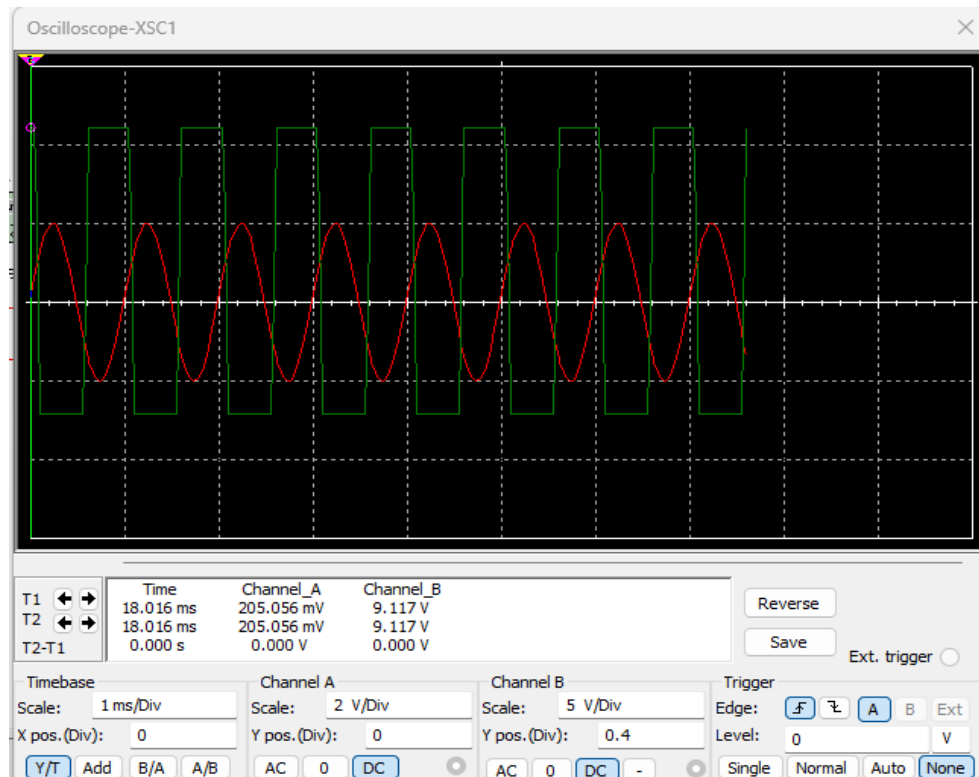 Oscilloscope-XSC1
Time Channel_A Channel_B
T1 18.016 ms 205.056 mV 9.117 V
T2 18.016 ms 205.056 mV 9.117 V
T2-T1 0.000 s 0.000 V 0.000 V
Reverse
Save
Ext. trigger
Timebase
Scale: 1 ms/Div
X pos.(Div): 0
Y/T Add B/A A/B
Channel A
Scale: 2 V/Div
Y pos.(Div): 0
AC 0 DC
Channel B
Scale: 5 V/Div
Y pos.(Div): 0.4
AC 0 DC -
Trigger
Edge: A B Ext
Level: 0 V
Single Normal Auto None